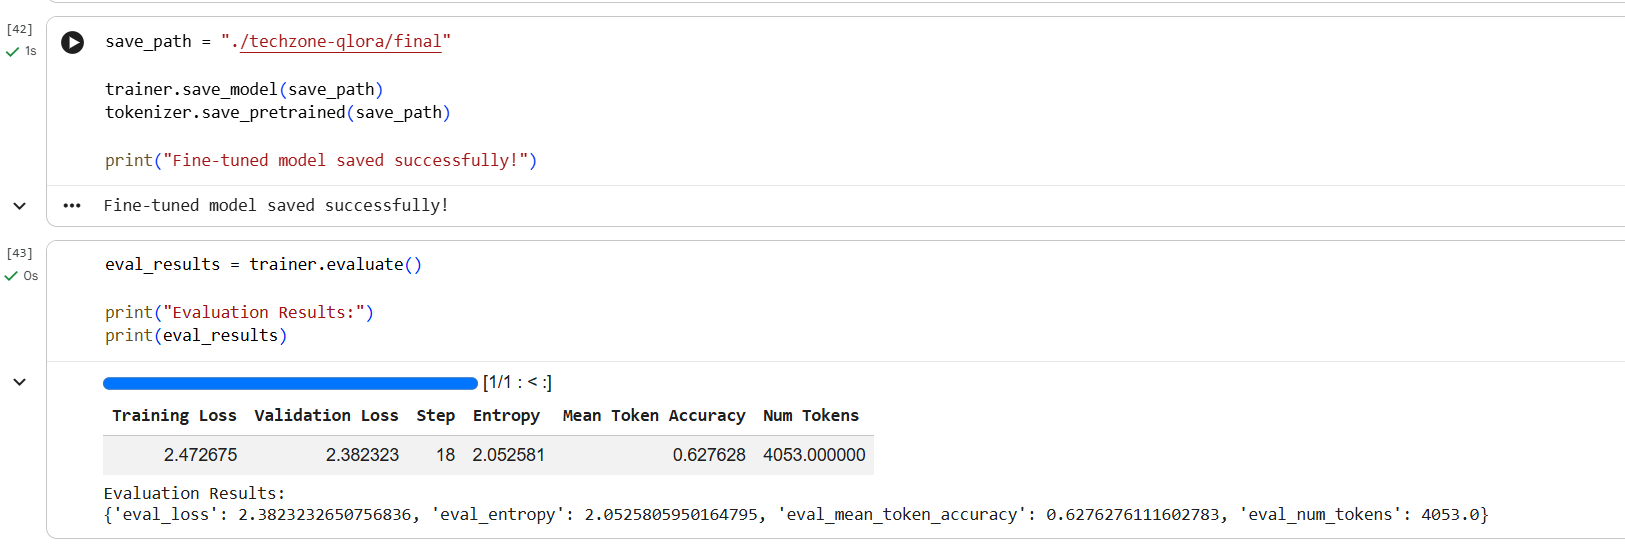 [42]
1s
save_path = "./techzone-qlora/final"
trainer.save_model(save_path)
tokenizer.save_pretrained(save_path)
print("Fine-tuned model saved successfully!")
Fine-tuned model saved successfully!
[43]
0s
eval_results = trainer.evaluate()
print("Evaluation Results:")
print(eval_results)
[1/1 : < :]
Training Loss Validation Loss Step Entropy Mean Token Accuracy Num Tokens
2.472675 2.382323 18 2.052581 0.627628 4053.000000
Evaluation Results:
{'eval_loss': 2.3823232650756836, 'eval_entropy': 2.0525805950164795, 'eval_mean_token_accuracy': 0.6276276111602783, 'eval_num_tokens': 4053.0}